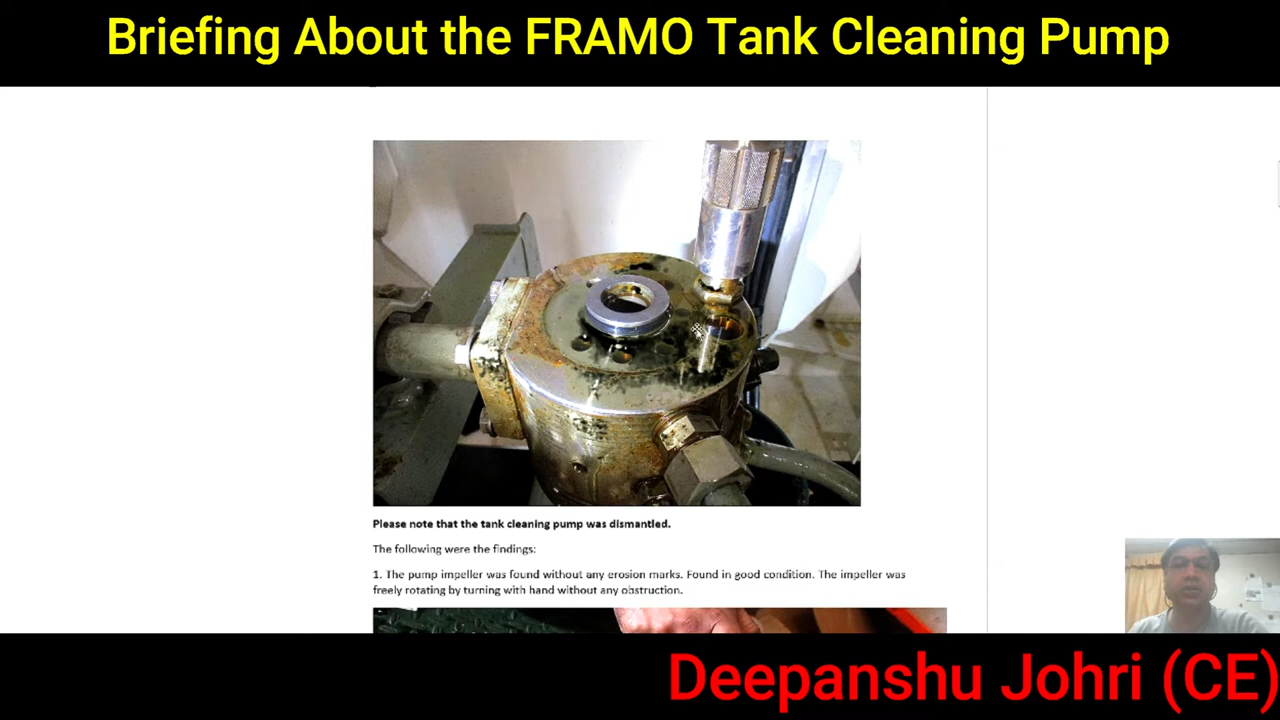 Briefing About the FRAMO Tank Cleaning Pump
Please note that the tank cleaning pump was dismantled.
The following were the findings:
1. The pump impeller was found without any erosion marks. Found in good condition. The impeller was
freely rotating by turning with hand without any obstruction.
Deepanshu Johri (CE)